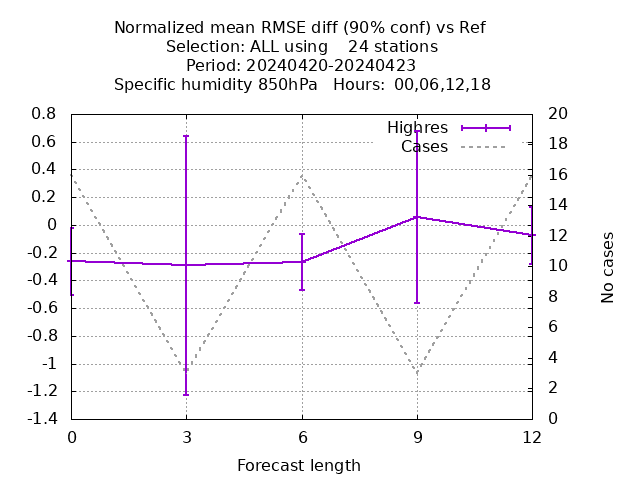 Normalized mean RMSE diff (90% conf) vs Ref
Selection: ALL using    24 stations
Period: 20240420-20240423
Specific humidity 850hPa   Hours: 00,06,12,18
Highres
Cases
0.8
0.6
0.4
0.2
0
-0.2
-0.4
-0.6
-0.8
-1
-1.2
-1.4
20
18
16
14
12
10
8
6
4
2
0
No cases
0 3 6 9 12
Forecast length